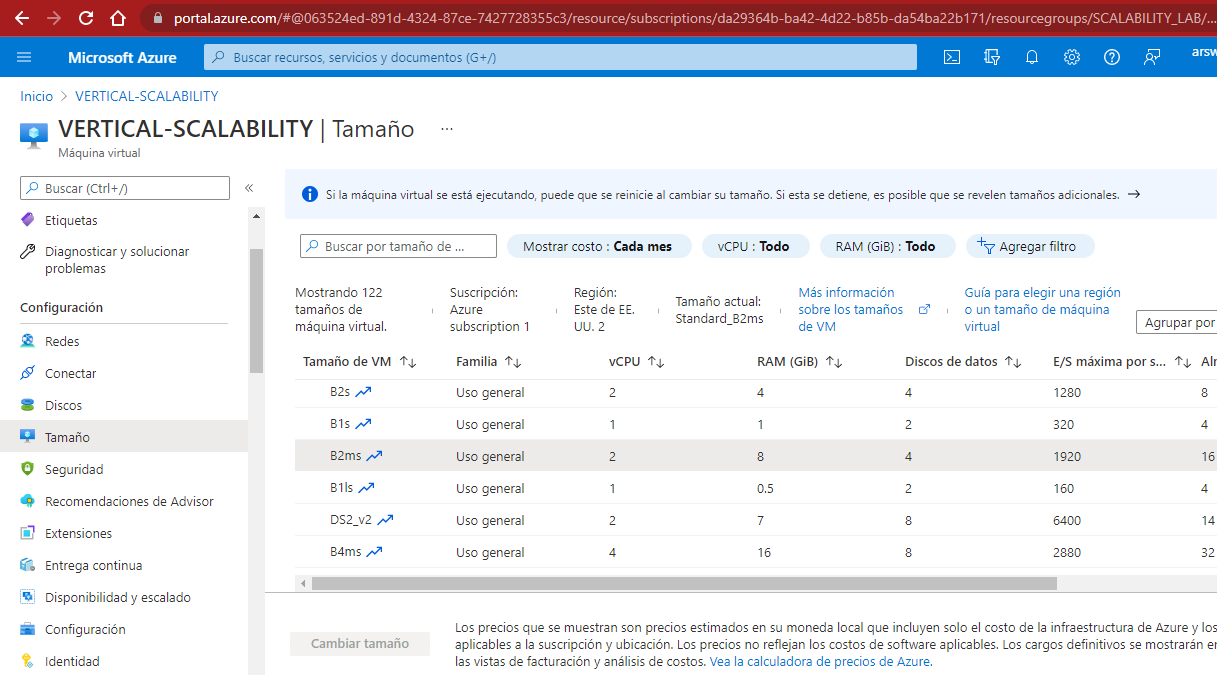 portal.azure.com/#@063524ed-891d-4324-87ce-7427728355c3/resource/subscriptions/da29364b-ba42-4d22-b85b-da54ba22b171/resourcegroups/SCALABILITY_LAB/...
Microsoft Azure
Buscar recursos, servicios y documentos (G+/)
arsw
Inicio > VERTICAL-SCALABILITY
VERTICAL-SCALABILITY | Tamaño ...
Máquina virtual
Buscar (Ctrl+/)
«
Etiquetas
Diagnosticar y solucionar
problemas
Configuración
Redes
Conectar
Discos
Tamaño
Seguridad
Recomendaciones de Advisor
Extensiones
Entrega continua
Disponibilidad y escalado
Configuración
Identidad
Si la máquina virtual se está ejecutando, puede que se reinicie al cambiar su tamaño. Si esta se detiene, es posible que se revelen tamaños adicionales. →
Buscar por tamaño de ...
Mostrar costo : Cada mes
vCPU : Todo
RAM (GiB) : Todo
Agregar filtro
Mostrando 122
tamaños de
máquina virtual.
Suscripción:
Azure
subscription 1
Región:
Este de EE.
UU. 2
Tamaño actual:
Standard_B2ms
Más información
sobre los tamaños
de VM
Guía para elegir una región
o un tamaño de máquina
virtual
Agrupar por
Tamaño de VM ↑↓ Familia ↑↓ vCPU ↑↓ RAM (GiB) ↑↓ Discos de datos ↑↓ E/S máxima por s... ↑↓ Alr
B2s Uso general 2 4 4 1280 8
B1s Uso general 1 1 2 320 4
B2ms Uso general 2 8 4 1920 16
B1ls Uso general 1 0.5 2 160 4
DS2_v2 Uso general 2 7 8 6400 14
B4ms Uso general 4 16 8 2880 32
Cambiar tamaño
Los precios que se muestran son precios estimados en su moneda local que incluyen solo el costo de la infraestructura de Azure y los
aplicables a la suscripción y ubicación. Los precios no reflejan los costos de software aplicables. Los cargos definitivos se mostrarán en
las vistas de facturación y análisis de costos. Vea la calculadora de precios de Azure.